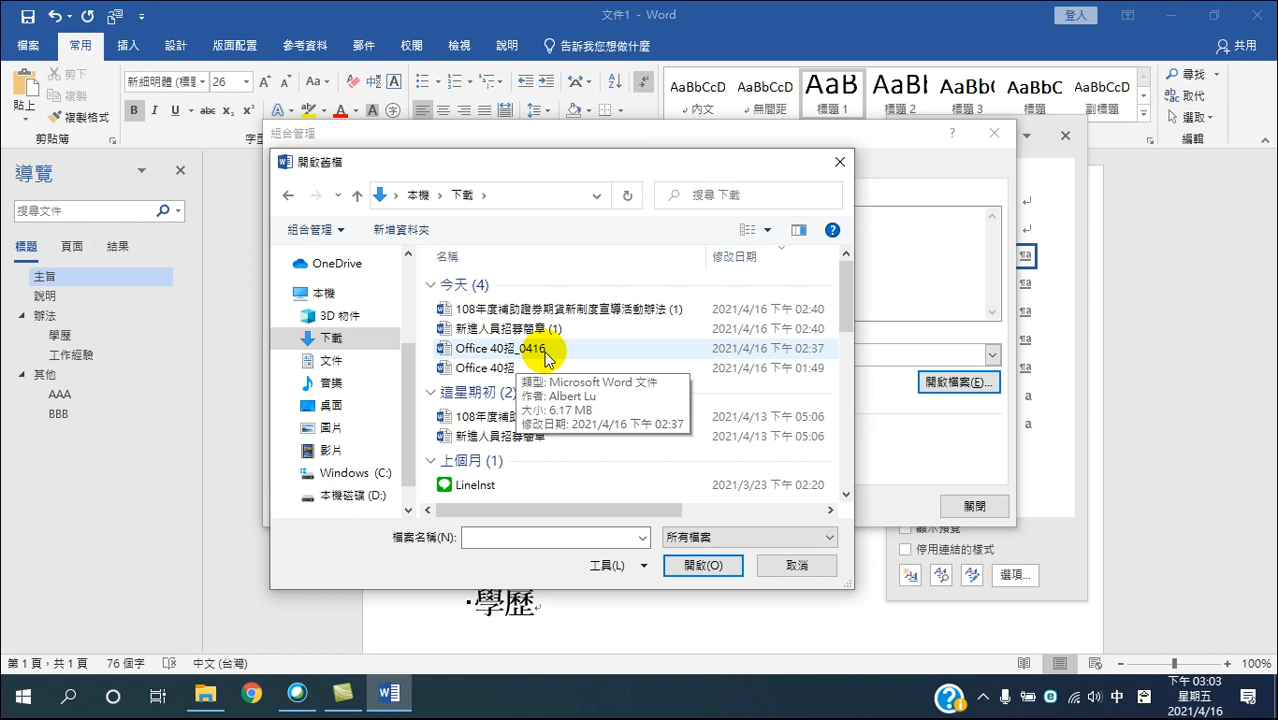 文件1 - Word
登入
檔案 常用 插入 設計 版面配置 參考資料 郵件 校閱 檢視 說明 告訴我您想做什麼 共用
貼上 剪下 複製 複製格式
新細明體 (標題 26
AaBbCcD AaBbCcD AaB AaBb AaBbC AaBbC AaBbCcD
內文 無間距 標題 1 標題 2 標題 3 標題 副標題
尋找 取代 選取
剪貼簿 字型 編輯
導覽
搜尋文件
標題 頁面 結果
主旨
說明
辦法
學歷
工作經驗
其他
AAA
BBB
組合管理
開啟舊檔
本機 下載
搜尋 下載
組合管理 新增資料夾
OneDrive
本機
3D 物件
下載
文件
音樂
桌面
圖片
影片
Windows (C:)
本機磁碟 (D:)
名稱 修改日期
今天 (4)
108年度補助證券期貨新制度宣導活動辦法 (1) 2021/4/16 下午 02:40
新進人員招募簡章 (1) 2021/4/16 下午 02:40
Office 40招_0416 2021/4/16 下午 02:37
Office 40招 2021/4/16 下午 01:49
類型: Microsoft Word 文件
作者: Albert Lu
大小: 6.17 MB
修改日期: 2021/4/16 下午 02:37
這星期初 (2)
108年度補助 2021/4/13 下午 05:06
新進人員招募簡章 2021/4/13 下午 05:06
上個月 (1)
LineInst 2021/3/23 下午 02:20
檔案名稱(N): 所有檔案
工具(L) 開啟(O) 取消
開啟檔案(E)...
關閉
顯示預覽
停用連結的樣式
選項...
學歷
第 1 頁，共 1 頁 76 個字 中文 (台灣) 100%
中
下午 03:03
星期五
2021/4/16